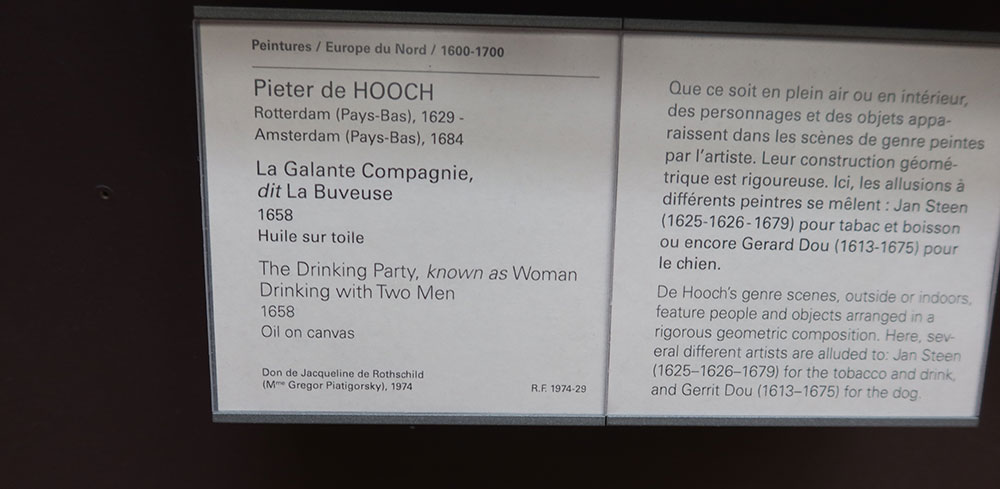 Peintures / Europe du Nord / 1600-1700
Pieter de HOOCH
Rotterdam (Pays-Bas), 1629 -
Amsterdam (Pays-Bas), 1684
La Galante Compagnie,
dit La Buveuse
1658
Huile sur toile
The Drinking Party, known as Woman
Drinking with Two Men
1658
Oil on canvas
Don de Jacqueline de Rothschild
(Mme Gregor Piatigorsky), 1974
R.F. 1974-29
Que ce soit en plein air ou en intérieur,
des personnages et des objets appa-
raissent dans les scènes de genre peintes
par l'artiste. Leur construction géomé-
trique est rigoureuse. Ici, les allusions à
différents peintres se mêlent : Jan Steen
(1625-1626-1679) pour tabac et boisson
ou encore Gerard Dou (1613-1675) pour
le chien.
De Hooch's genre scenes, outside or indoors,
feature people and objects arranged in a
rigorous geometric composition. Here, sev-
eral different artists are alluded to: Jan Steen
(1625–1626–1679) for the tobacco and drink,
and Gerrit Dou (1613–1675) for the dog.